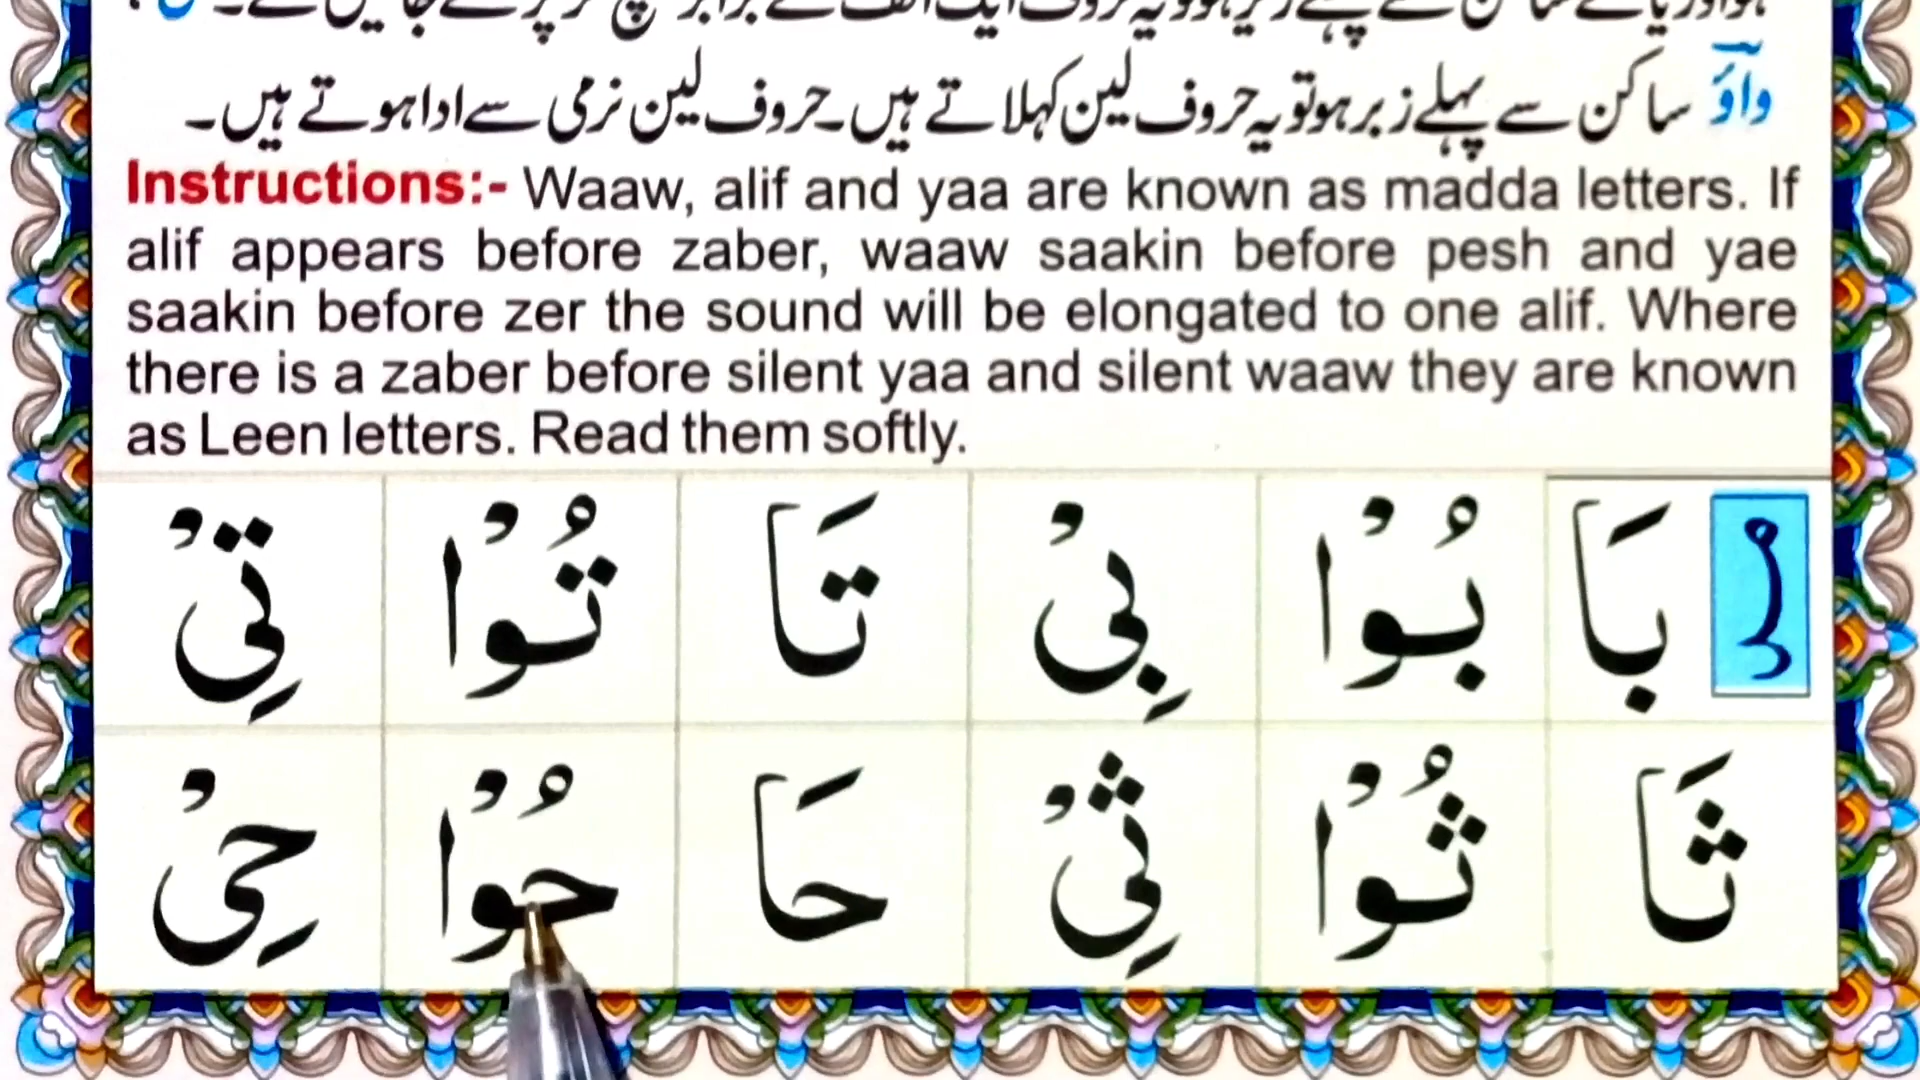 واؤ ساکن سے پہلے زبر ہو تو یہ حروف لین کہلاتے ہیں۔ حروف لین نرمی سے ادا ہوتے ہیں۔
Instructions:- Waaw, alif and yaa are known as madda letters. If
alif appears before zaber, waaw saakin before pesh and yae
saakin before zer the sound will be elongated to one alif. Where
there is a zaber before silent yaa and silent waaw they are known
as Leen letters. Read them softly.
بَا بُوْا بِیْ تَا تُوْا تِیْ
ثَا ثُوْا ثِیْ حَا حُوْا حِیْ